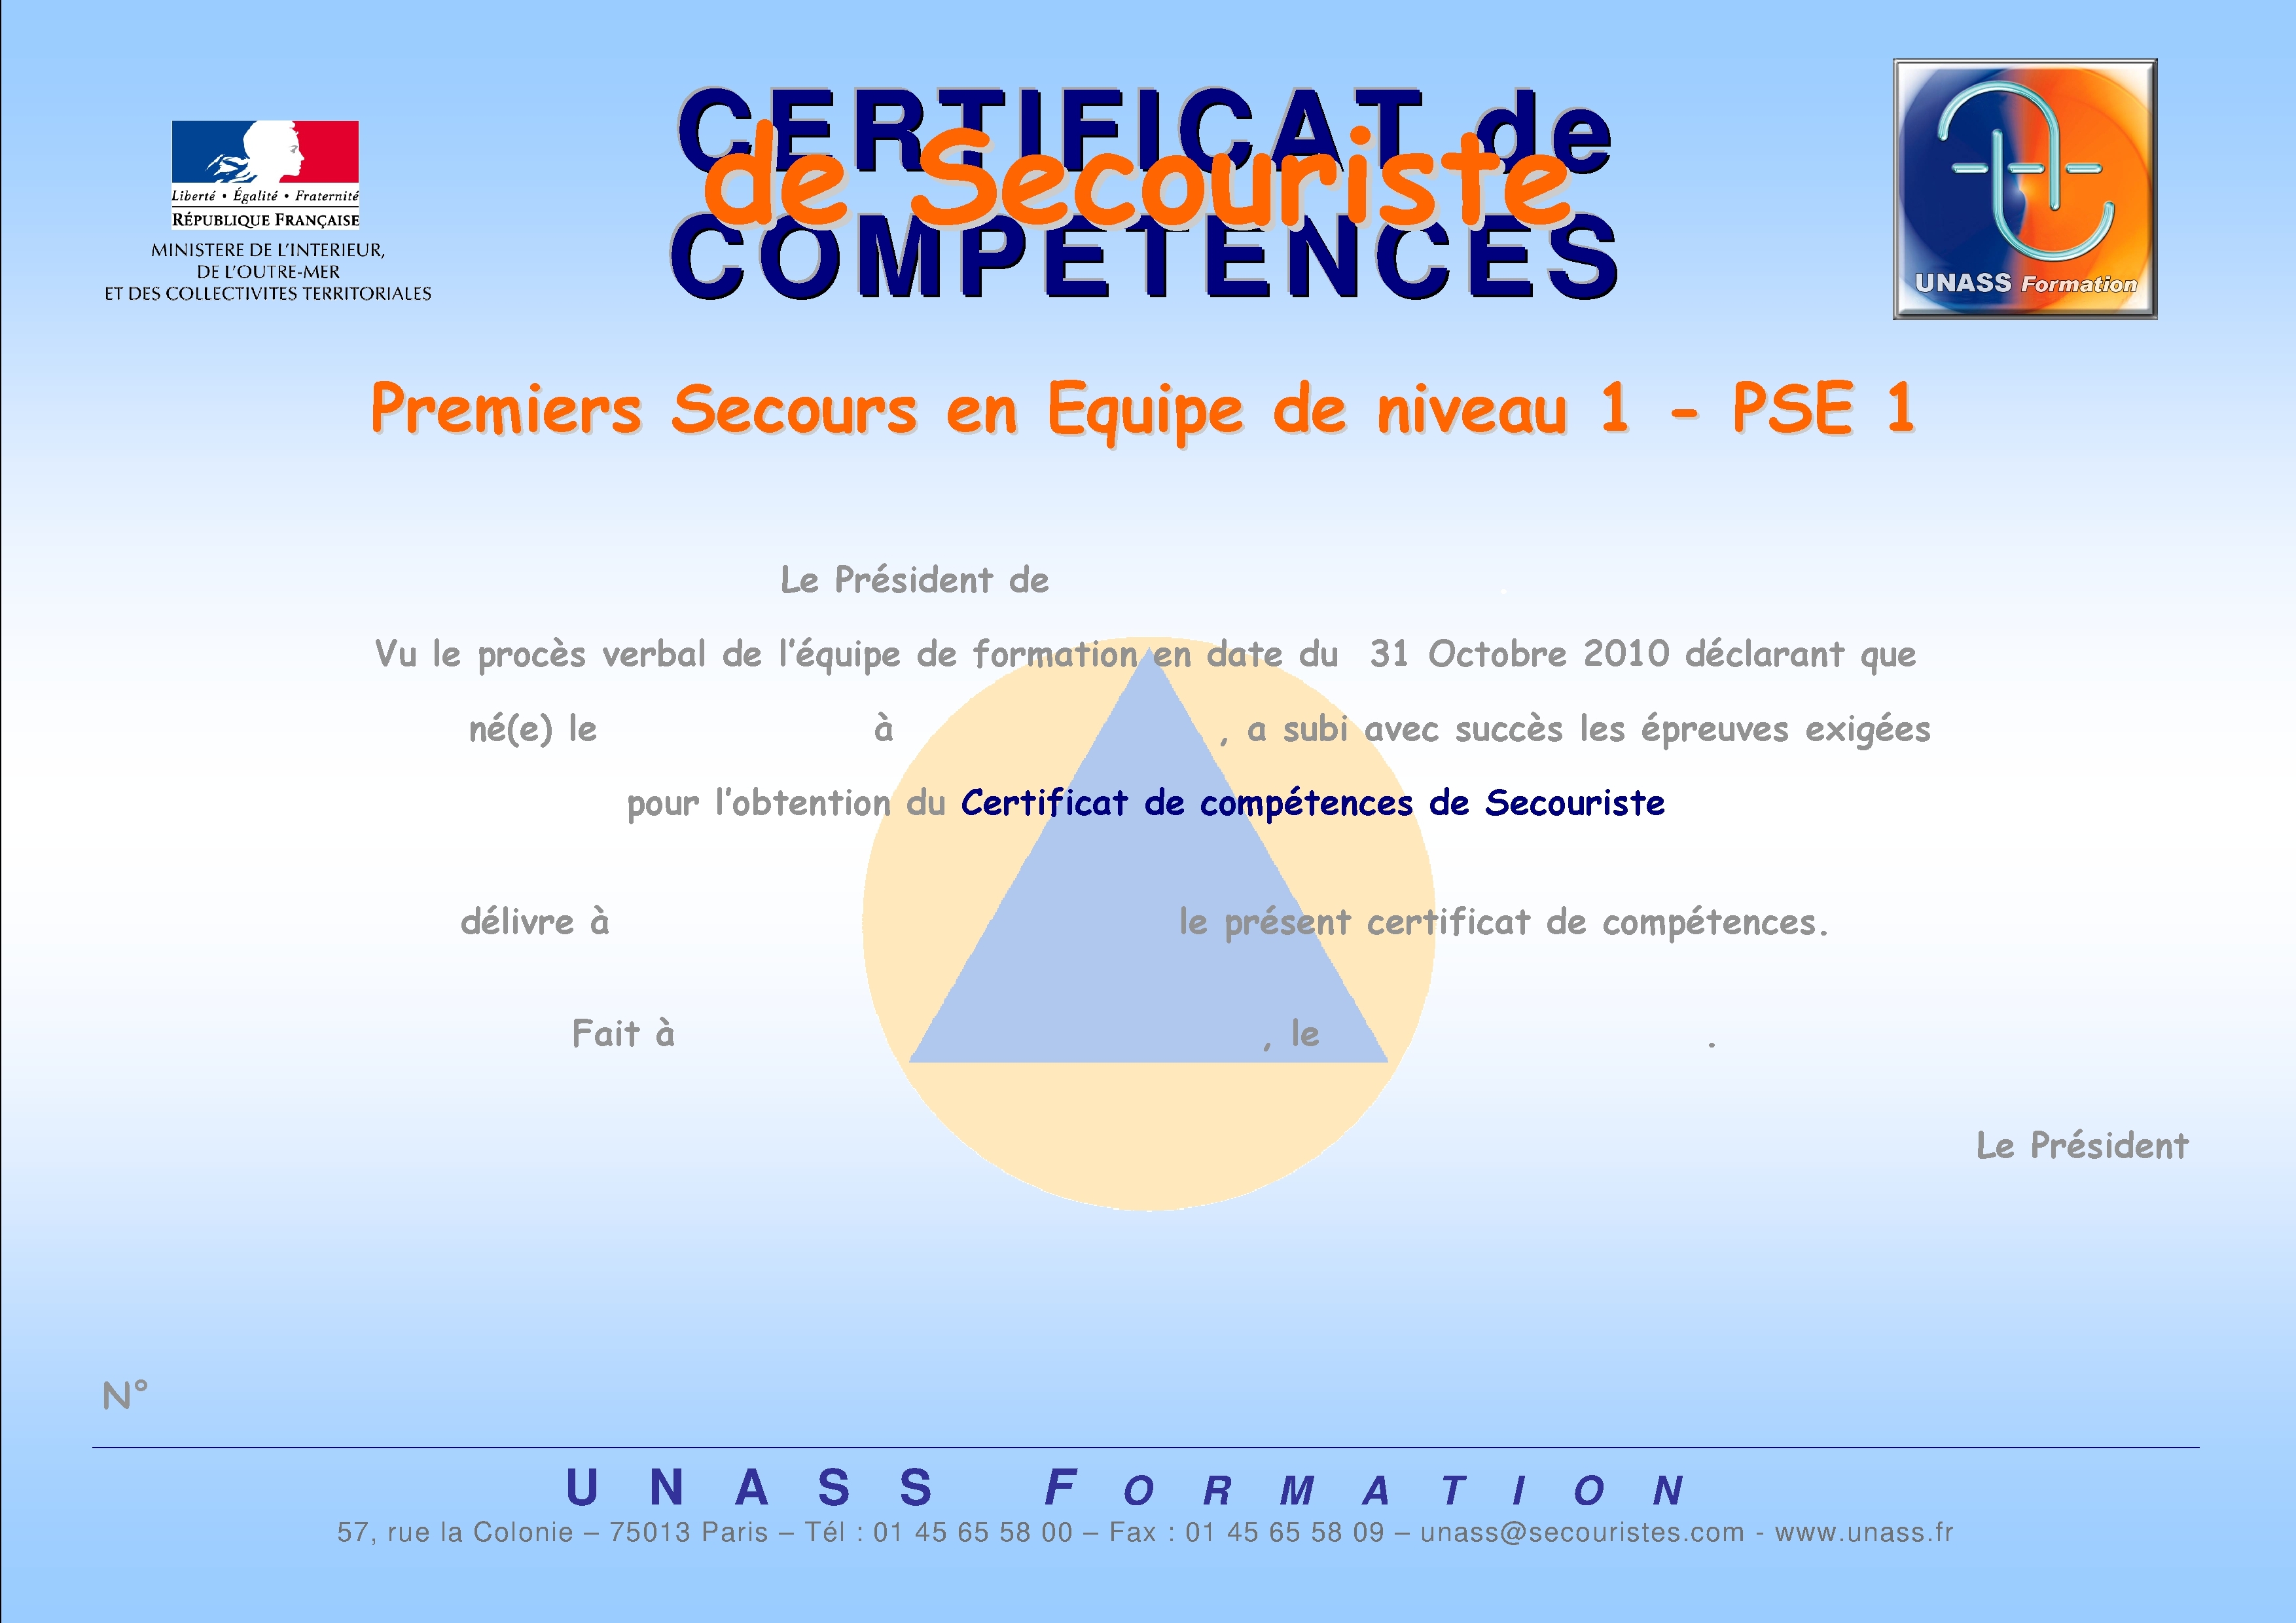 CERTIFICAT de
de Secouriste
COMPETENCES
Liberté • Égalité • Fraternité
RÉPUBLIQUE FRANÇAISE
MINISTERE DE L'INTERIEUR,
DE L'OUTRE-MER
ET DES COLLECTIVITES TERRITORIALES
UNASS Formation
Premiers Secours en Equipe de niveau 1 - PSE 1
Le Président de .
Vu le procès verbal de l'équipe de formation en date du 31 Octobre 2010 déclarant que
né(e) le à , a subi avec succès les épreuves exigées
pour l'obtention du Certificat de compétences de Secouriste
délivre à le présent certificat de compétences.
Fait à , le .
Le Président
N°
UNASS FORMATION
57, rue la Colonie – 75013 Paris – Tél : 01 45 65 58 00 – Fax : 01 45 65 58 09 – unass@secouristes.com - www.unass.fr